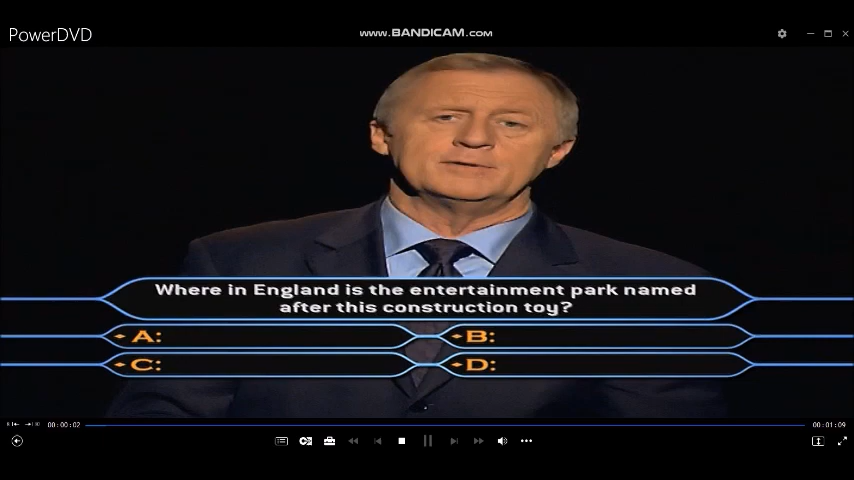 PowerDVD
www.BANDICAM.com
Where in England is the entertainment park named
after this construction toy?
A:
B:
C:
D:
00:00:02
00:01:09